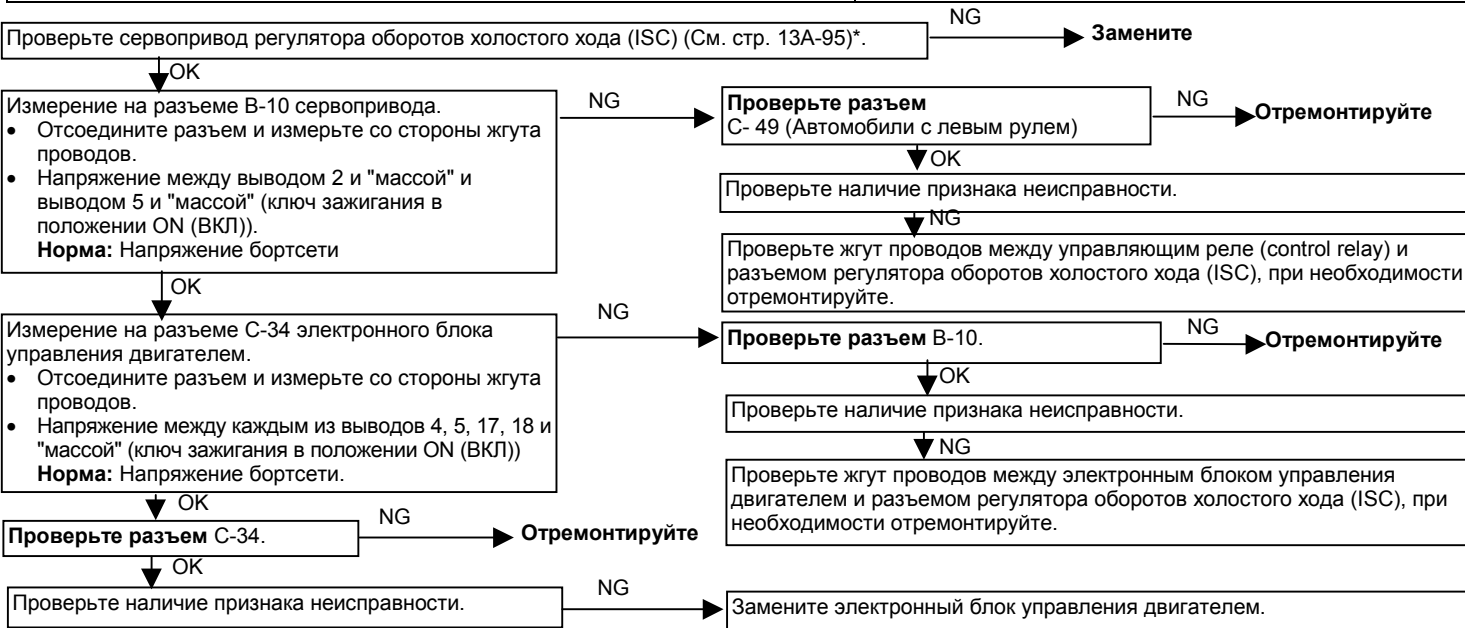 Проверьте сервопривод регулятора оборотов холостого хода (ISC) (См. стр. 13A-95)*.
NG
Замените
OK
Измерение на разъеме B-10 сервопривода.
• Отсоедините разъем и измерьте со стороны жгута
проводов.
• Напряжение между выводом 2 и "массой" и
выводом 5 и "массой" (ключ зажигания в
положении ON (ВКЛ)).
Норма: Напряжение бортсети
NG
Проверьте разъем
C- 49 (Автомобили с левым рулем)
NG
Отремонтируйте
OK
Проверьте наличие признака неисправности.
NG
Проверьте жгут проводов между управляющим реле (control relay) и
разъемом регулятора оборотов холостого хода (ISC), при необходимости
отремонтируйте.
OK
Измерение на разъеме C-34 электронного блока
управления двигателем.
• Отсоедините разъем и измерьте со стороны жгута
проводов.
• Напряжение между каждым из выводов 4, 5, 17, 18 и
"массой" (ключ зажигания в положении ON (ВКЛ))
Норма: Напряжение бортсети.
NG
Проверьте разъем B-10.
NG
Отремонтируйте
OK
Проверьте наличие признака неисправности.
NG
Проверьте жгут проводов между электронным блоком управления
двигателем и разъемом регулятора оборотов холостого хода (ISC), при
необходимости отремонтируйте.
OK
Проверьте разъем C-34.
NG
Отремонтируйте
OK
Проверьте наличие признака неисправности.
NG
Замените электронный блок управления двигателем.